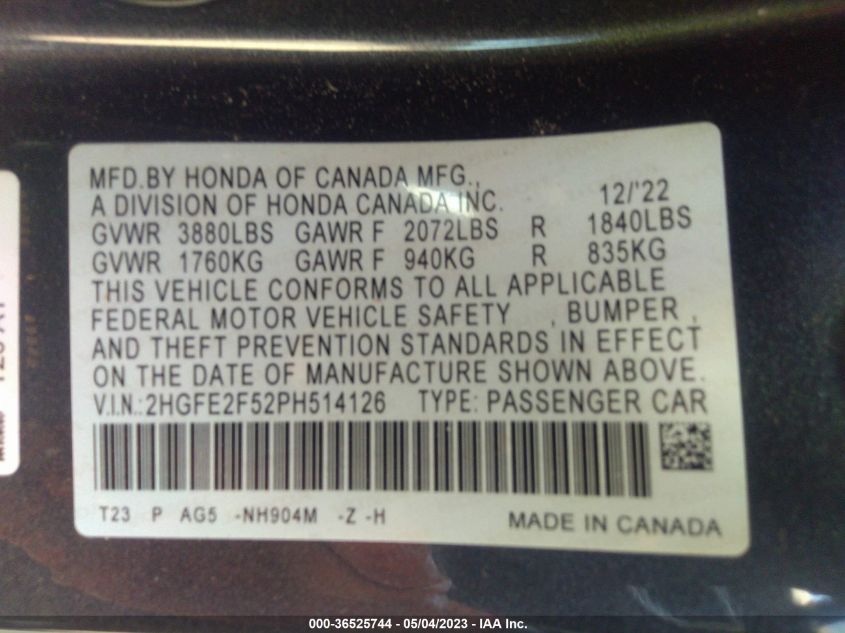 MFD.BY HONDA OF CANADA MFG.,
A DIVISION OF HONDA CANADA INC. 12/'22
GVWR 3880LBS GAWR F 2072LBS R 1840LBS
GVWR 1760KG GAWR F 940KG R 835KG
THIS VEHICLE CONFORMS TO ALL APPLICABLE
FEDERAL MOTOR VEHICLE SAFETY , BUMPER ,
AND THEFT PREVENTION STANDARDS IN EFFECT
ON THE DATE OF MANUFACTURE SHOWN ABOVE.
V.I.N.:2HGFE2F52PH514126 TYPE: PASSENGER CAR
T23 P AG5 -NH904M -Z -H MADE IN CANADA
000-36525744 - 05/04/2023 - IAA Inc.